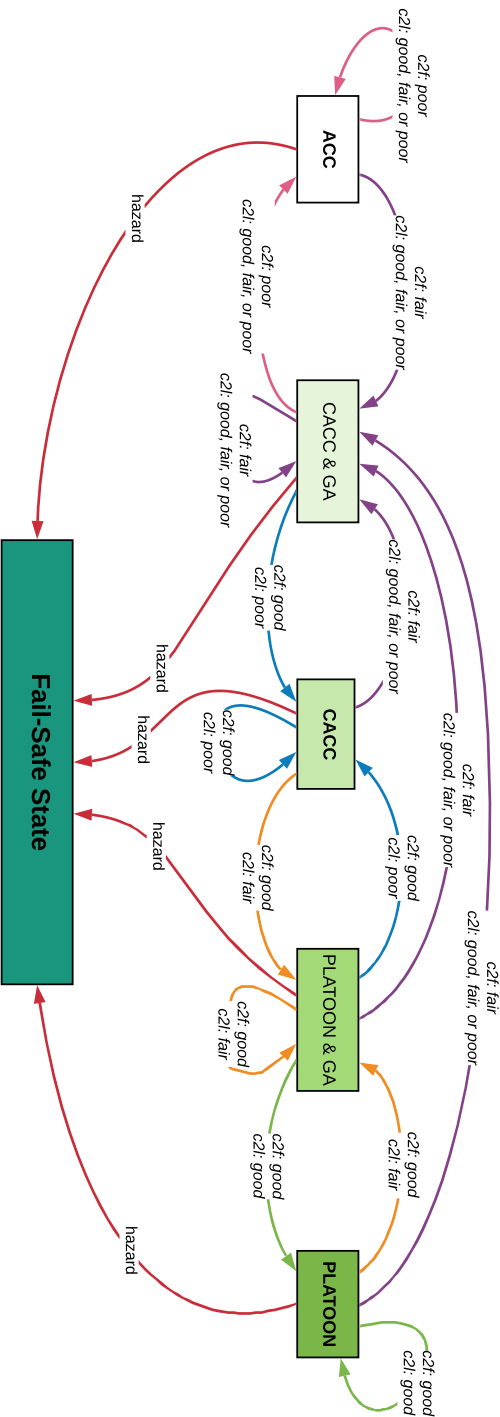 c2f: poor
c2l: good, fair, or poor
ACC
c2f: fair
c2l: good, fair, or poor
c2f: poor
c2l: good, fair, or poor
hazard
CACC & GA
c2f: fair
c2l: good, fair, or poor
c2f: good
c2l: poor
c2f: fair
c2l: good, fair, or poor
hazard
CACC
c2f: good
c2l: poor
hazard
c2f: fair
c2l: good, fair, or poor
c2f: good
c2l: poor
c2f: good
c2l: fair
hazard
Fail-Safe State
PLATOON & GA
c2f: good
c2l: fair
c2f: fair
c2l: good, fair, or poor
c2f: good
c2l: fair
c2f: good
c2l: good
hazard
PLATOON
c2f: good
c2l: good